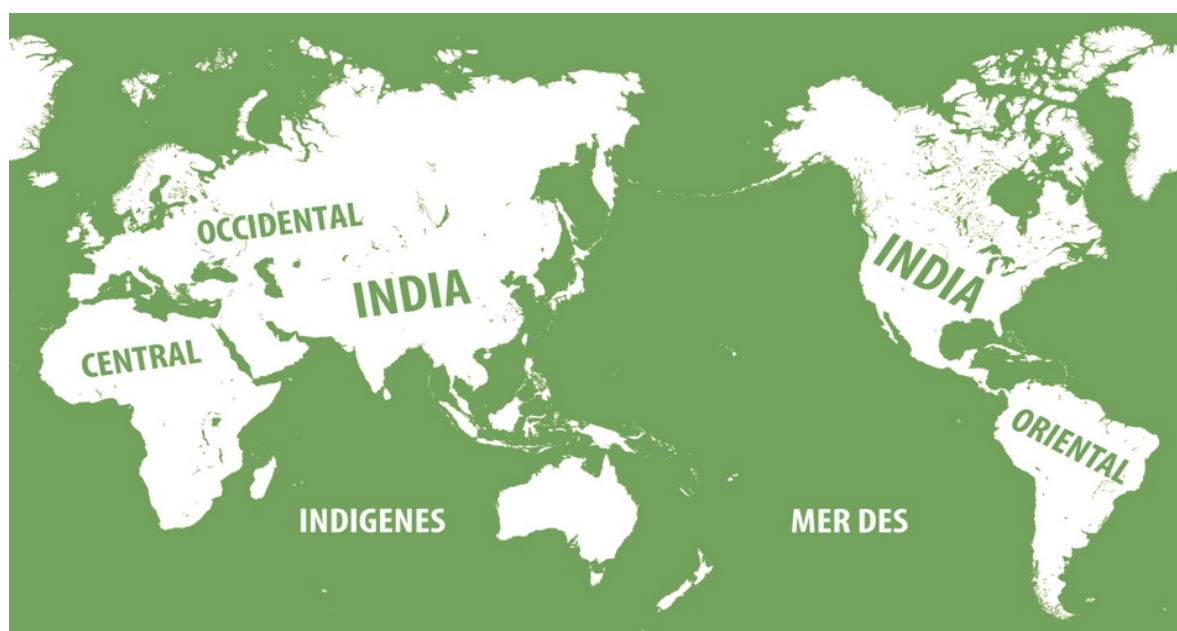 OCCIDENTAL
INDIA
CENTRAL
INDIGENES
INDIA
ORIENTAL
MER DES